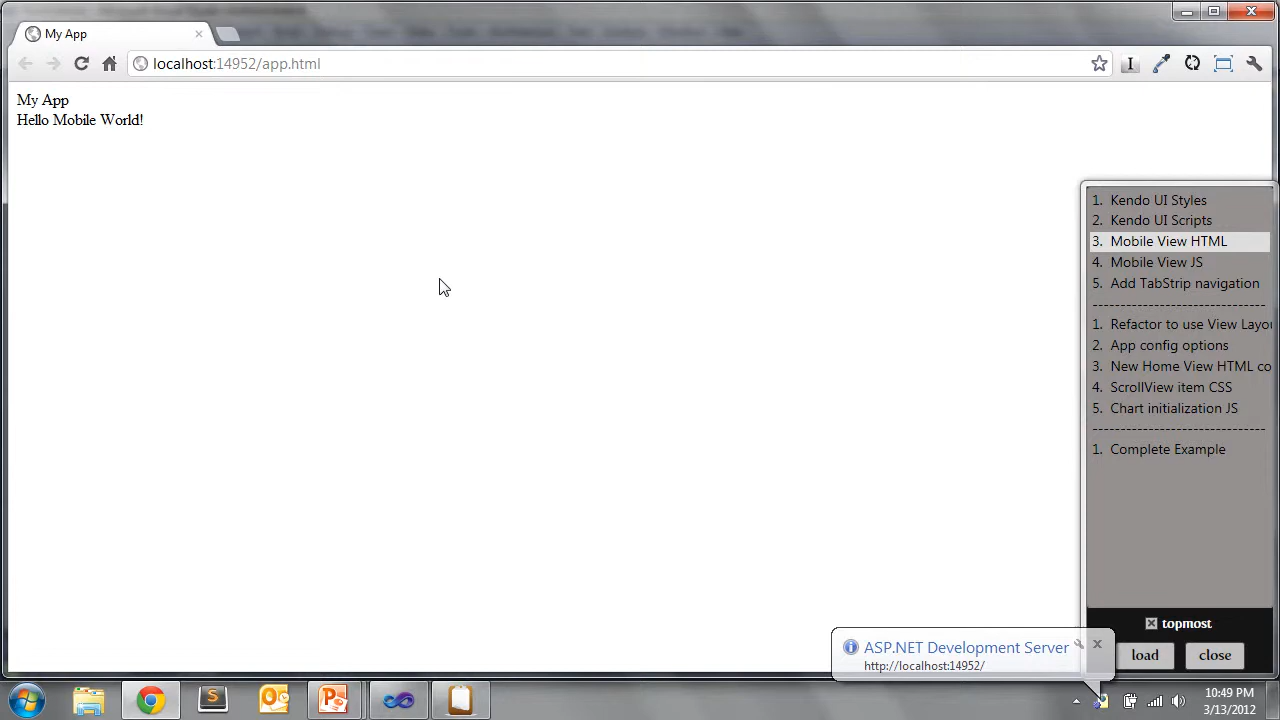 My App
localhost:14952/app.html
My App
Hello Mobile World!
1. Kendo UI Styles
2. Kendo UI Scripts
3. Mobile View HTML
4. Mobile View JS
5. Add TabStrip navigation
------------------------------
1. Refactor to use View Layou
2. App config options
3. New Home View HTML co
4. ScrollView item CSS
5. Chart initialization JS
------------------------------
1. Complete Example
topmost
load close
ASP.NET Development Server
http://localhost:14952/
10:49 PM
3/13/2012